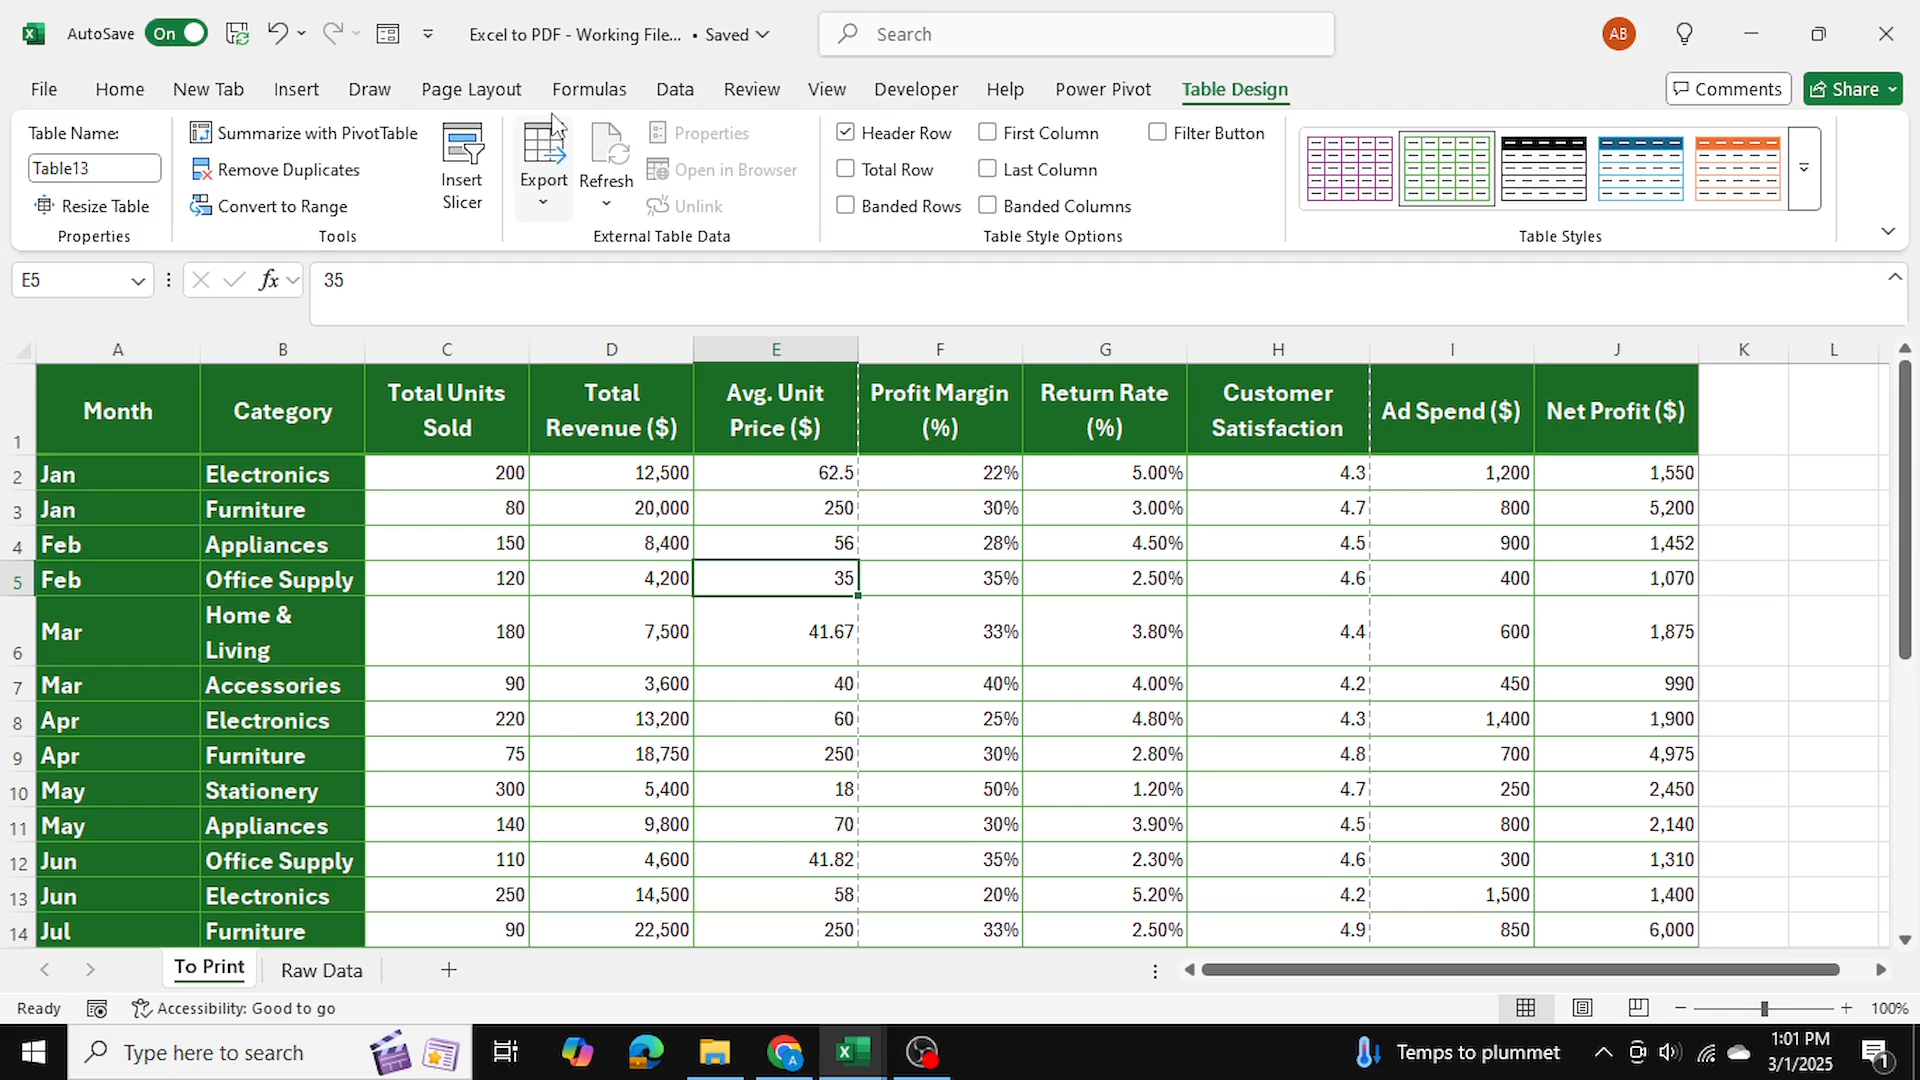 AutoSave On Excel to PDF - Working File... • Saved Search AB
File Home New Tab Insert Draw Page Layout Formulas Data Review View Developer Help Power Pivot Table Design Comments Share
Table Name:
Table13
Resize Table
Properties
Summarize with PivotTable
Remove Duplicates
Convert to Range
Tools
Insert
Slicer
Export
Refresh
Properties
Open in Browser
Unlink
External Table Data
Header Row First Column Filter Button
Total Row Last Column
Banded Rows Banded Columns
Table Style Options
Table Styles
E5 fx 35
A B C D E F G H I J K L
1 Month Category Total Units Sold Total Revenue ($) Avg. Unit Price ($) Profit Margin (%) Return Rate (%) Customer Satisfaction Ad Spend ($) Net Profit ($)
2 Jan Electronics 200 12,500 62.5 22% 5.00% 4.3 1,200 1,550
3 Jan Furniture 80 20,000 250 30% 3.00% 4.7 800 5,200
4 Feb Appliances 150 8,400 56 28% 4.50% 4.5 900 1,452
5 Feb Office Supply 120 4,200 35 35% 2.50% 4.6 400 1,070
6 Mar Home & Living 180 7,500 41.67 33% 3.80% 4.4 600 1,875
7 Mar Accessories 90 3,600 40 40% 4.00% 4.2 450 990
8 Apr Electronics 220 13,200 60 25% 4.80% 4.3 1,400 1,900
9 Apr Furniture 75 18,750 250 30% 2.80% 4.8 700 4,975
10 May Stationery 300 5,400 18 50% 1.20% 4.7 250 2,450
11 May Appliances 140 9,800 70 30% 3.90% 4.5 800 2,140
12 Jun Office Supply 110 4,600 41.82 35% 2.30% 4.6 300 1,310
13 Jun Electronics 250 14,500 58 20% 5.20% 4.2 1,500 1,400
14 Jul Furniture 90 22,500 250 33% 2.50% 4.9 850 6,000
To Print Raw Data
Ready Accessibility: Good to go 100%
Type here to search Temps to plummet 1:01 PM
3/1/2025 1